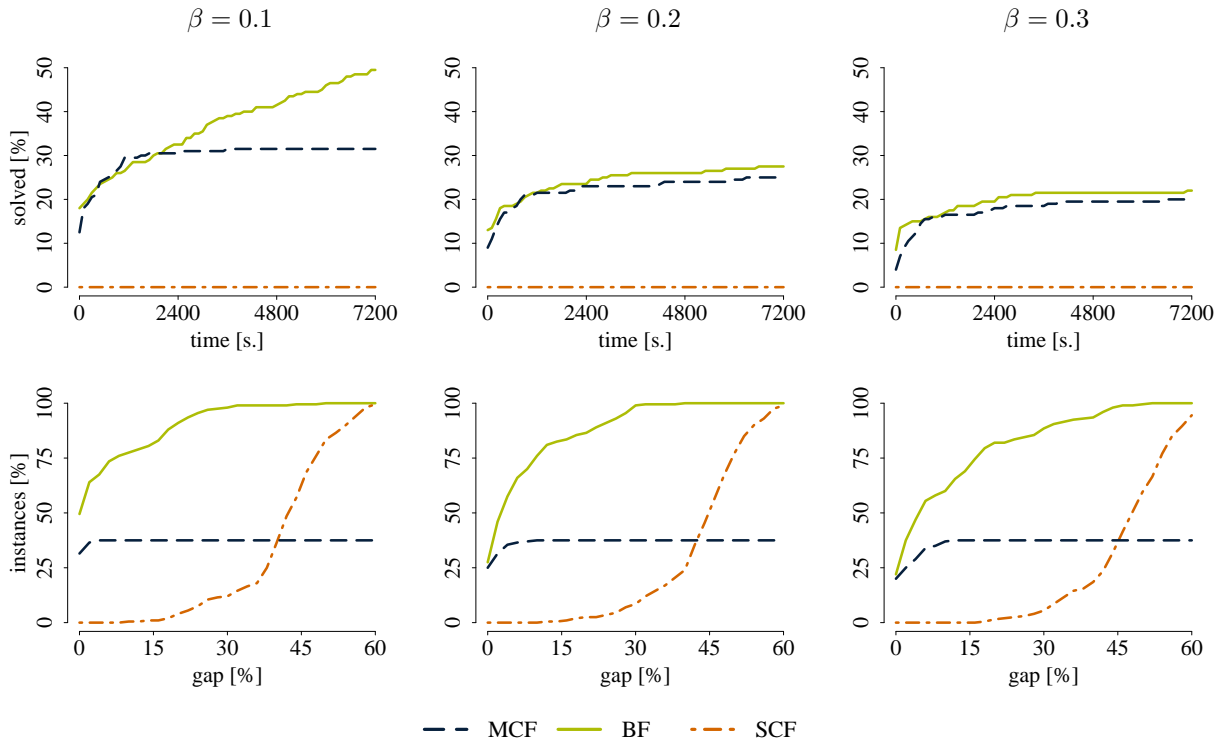 β = 0.1
β = 0.2
β = 0.3
solved [%]
0 10 20 30 40 50
0 2400 4800 7200
time [s.]
0 10 20 30 40 50
0 2400 4800 7200
time [s.]
0 10 20 30 40 50
0 2400 4800 7200
time [s.]
instances [%]
0 25 50 75 100
0 15 30 45 60
gap [%]
0 25 50 75 100
0 15 30 45 60
gap [%]
0 25 50 75 100
0 15 30 45 60
gap [%]
MCF BF SCF